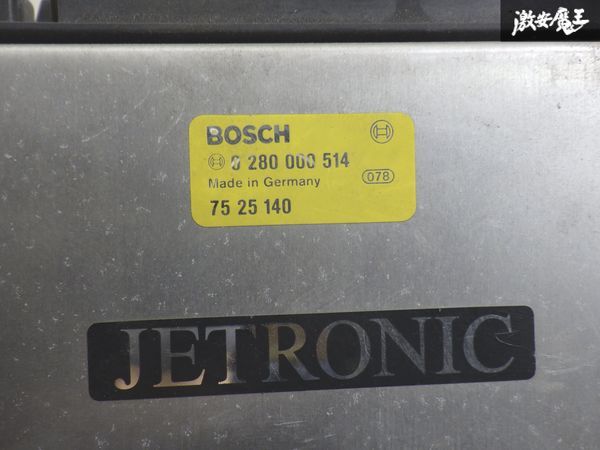 激安魔王
BOSCH
0 280 000 514
Made in Germany
078
75 25 140
JETRONIC